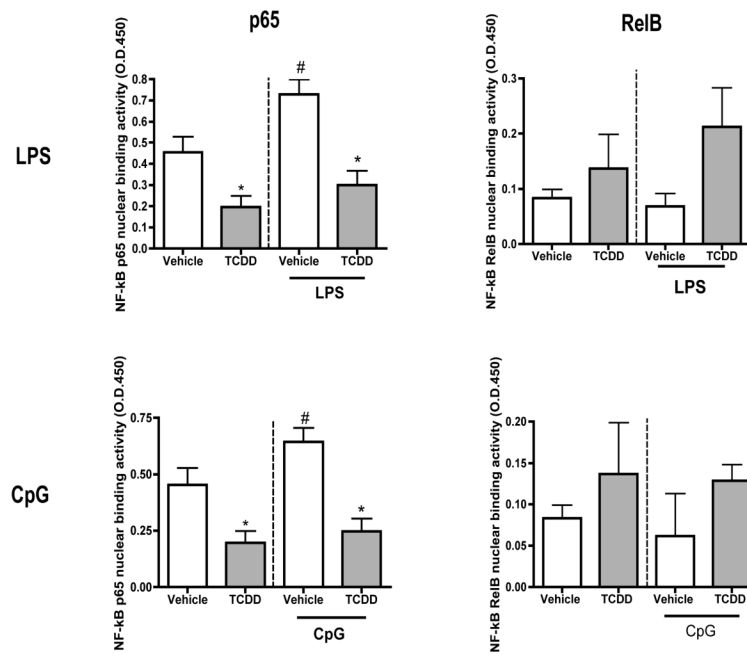 p65
RelB
LPS
NF-kB p65 nuclear binding activity (O.D.450)
0.8
0.7
0.6
0.5
0.4
0.3
0.2
0.1
0.0
#
*
*
Vehicle TCDD Vehicle TCDD
LPS
NF-kB RelB nuclear binding activity (O.D.450)
0.3
0.2
0.1
0.0
Vehicle TCDD Vehicle TCDD
LPS
CpG
NF-kB p65 nuclear binding activity (O.D.450)
0.75
0.50
0.25
0.00
#
*
*
Vehicle TCDD Vehicle TCDD
CpG
NF-kB RelB nuclear binding activity (O.D.450)
0.20
0.15
0.10
0.05
0.00
Vehicle TCDD Vehicle TCDD
CpG